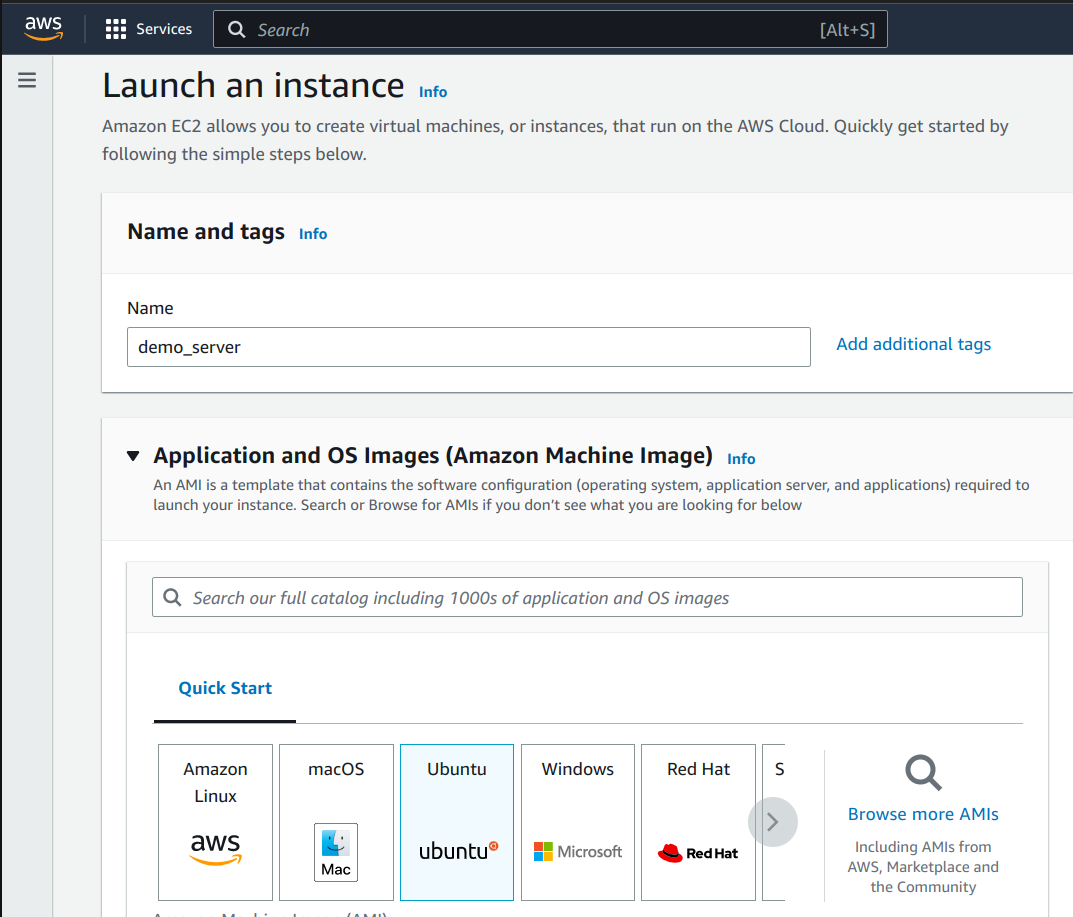 aws
Services
Search
[Alt+S]
Launch an instance Info
Amazon EC2 allows you to create virtual machines, or instances, that run on the AWS Cloud. Quickly get started by
following the simple steps below.
Name and tags Info
Name
demo_server
Add additional tags
Application and OS Images (Amazon Machine Image) Info
An AMI is a template that contains the software configuration (operating system, application server, and applications) required to
launch your instance. Search or Browse for AMIs if you don’t see what you are looking for below
Search our full catalog including 1000s of application and OS images
Quick Start
Amazon
Linux
aws
macOS
Mac
Ubuntu
ubuntu
Windows
Microsoft
Red Hat
Red Hat
S
Browse more AMIs
Including AMIs from
AWS, Marketplace and
the Community
Amazon Machine Image (AMI)